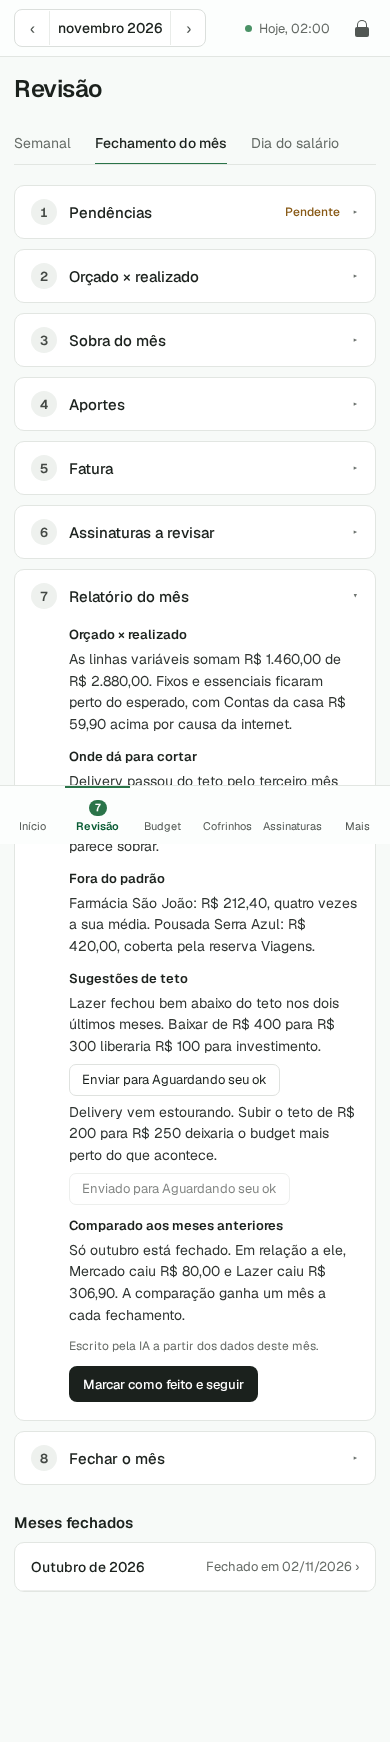 ‹ novembro 2026 › Hoje, 02:00
Revisão
Semanal Fechamento do mês Dia do salário
1 Pendências Pendente
2 Orçado × realizado
3 Sobra do mês
4 Aportes
5 Fatura
6 Assinaturas a revisar
7 Relatório do mês
Orçado × realizado
As linhas variáveis somam R$ 1.460,00 de
R$ 2.880,00. Fixos e essenciais ficaram
perto do esperado, com Contas da casa R$
59,90 acima por causa da internet.
Onde dá para cortar
Delivery passou do teto pelo terceiro mês
7
Início Revisão Budget Cofrinhos Assinaturas Mais
parece sobrar.
Fora do padrão
Farmácia São João: R$ 212,40, quatro vezes
a sua média. Pousada Serra Azul: R$
420,00, coberta pela reserva Viagens.
Sugestões de teto
Lazer fechou bem abaixo do teto nos dois
últimos meses. Baixar de R$ 400 para R$
300 liberaria R$ 100 para investimento.
Enviar para Aguardando seu ok
Delivery vem estourando. Subir o teto de R$
200 para R$ 250 deixaria o budget mais
perto do que acontece.
Enviado para Aguardando seu ok
Comparado aos meses anteriores
Só outubro está fechado. Em relação a ele,
Mercado caiu R$ 80,00 e Lazer caiu R$
306,90. A comparação ganha um mês a
cada fechamento.
Escrito pela IA a partir dos dados deste mês.
Marcar como feito e seguir
8 Fechar o mês
Meses fechados
Outubro de 2026 Fechado em 02/11/2026 ›